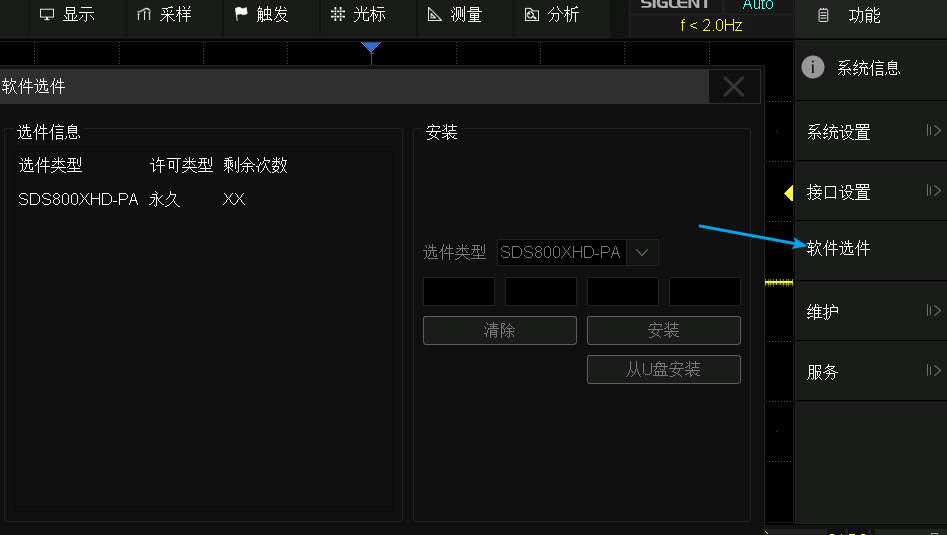 显示 采样 触发 光标 测量 分析 SIGLENT Auto 功能
f < 2.0Hz
系统信息
软件选件
选件信息 安装 系统设置
选件类型 许可类型 剩余次数
SDS800XHD-PA 永久 XX 接口设置
选件类型 SDS800XHD-PA 软件选件
清除 安装 维护
从U盘安装 服务